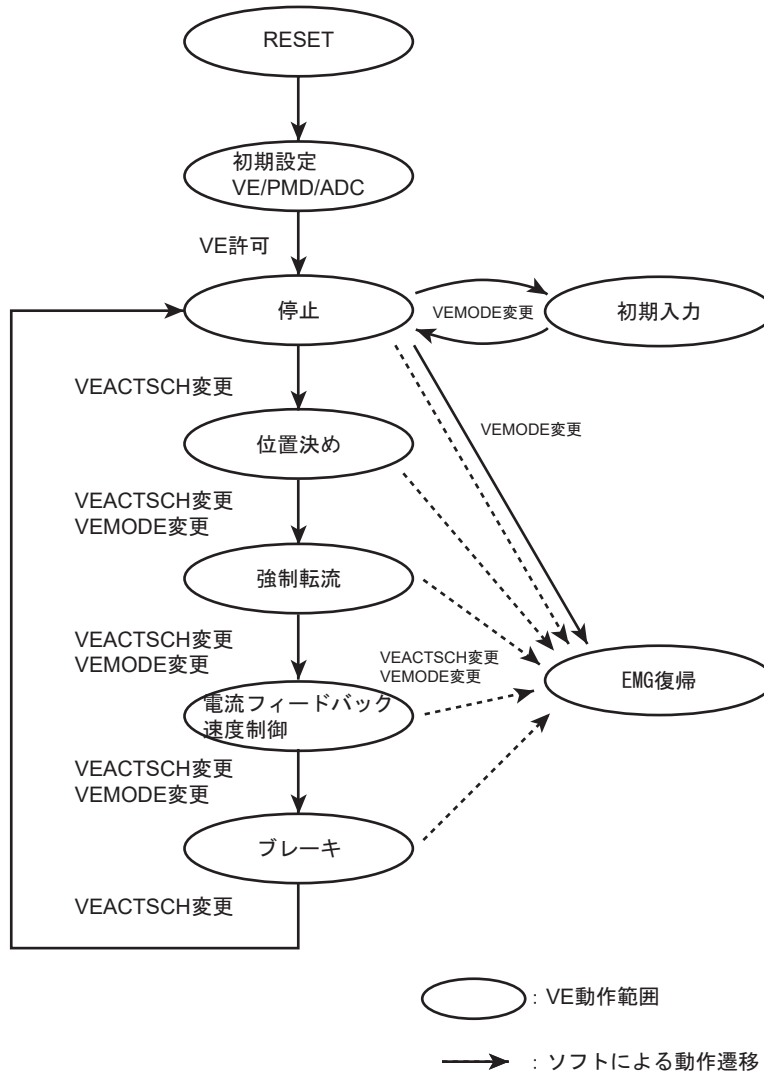 RESET
初期設定
VE/PMD/ADC
VE許可
停止
VEMODE変更
初期入力
VEACTSCH変更
VEMODE変更
位置決め
VEACTSCH変更
VEMODE変更
強制転流
VEACTSCH変更
VEMODE変更
VEACTSCH変更
VEMODE変更
EMG復帰
電流フィードバック
速度制御
VEACTSCH変更
VEMODE変更
ブレーキ
VEACTSCH変更
: VE動作範囲
: ソフトによる動作遷移